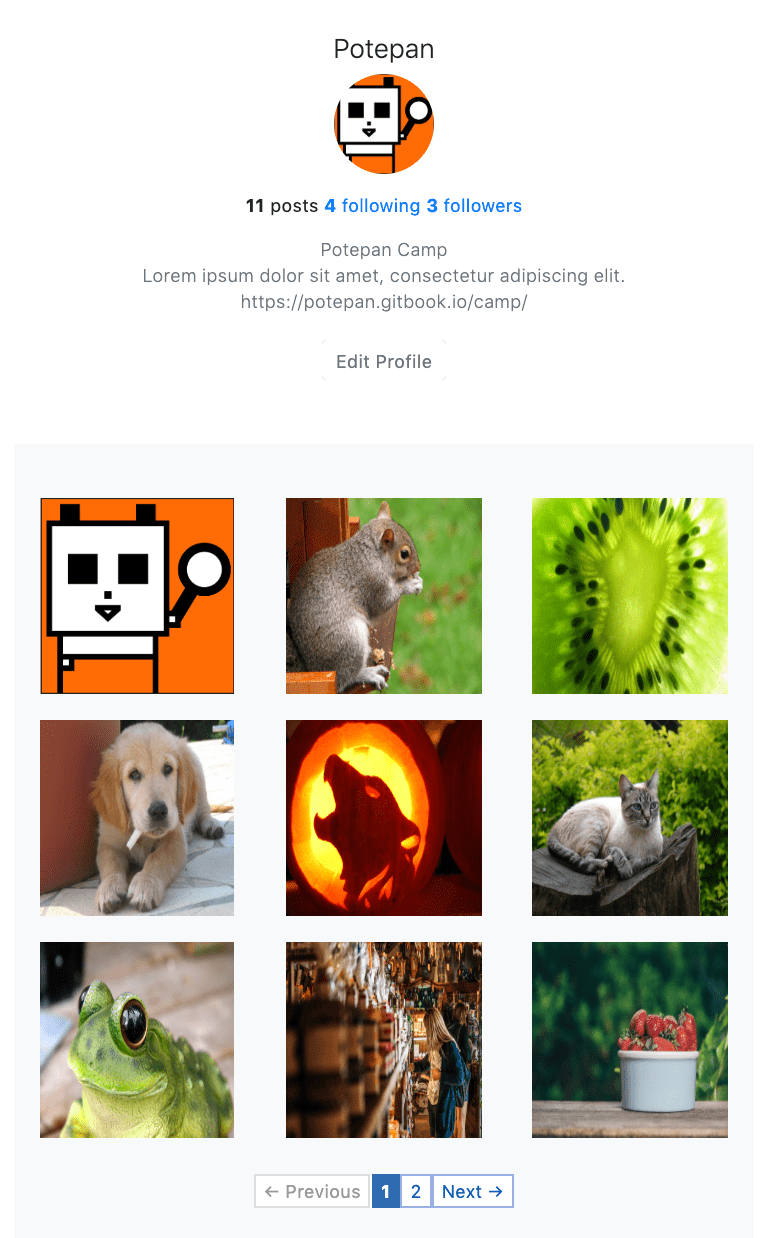 Potepan
11 posts 4 following 3 followers
Potepan Camp
Lorem ipsum dolor sit amet, consectetur adipiscing elit.
https://potepan.gitbook.io/camp/
Edit Profile
← Previous 1 2 Next →